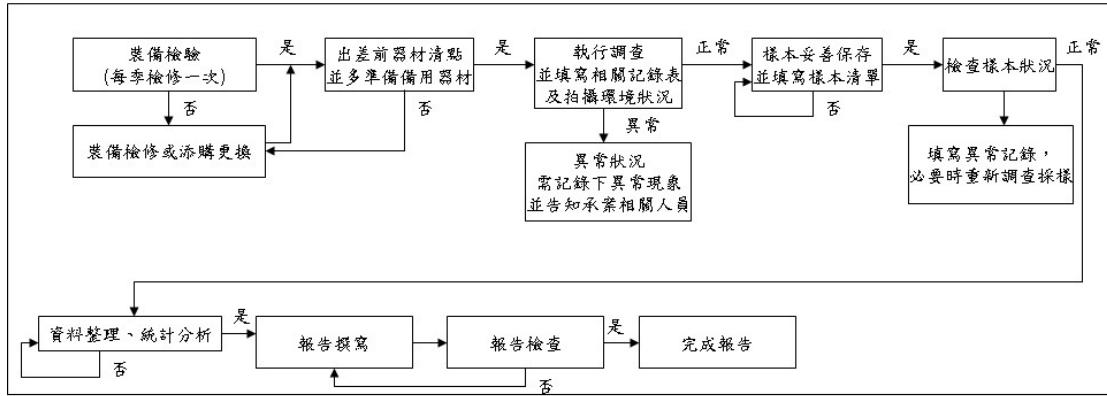 裝備檢驗
(每季檢修一次)
是
否
裝備檢修或添購更換
出差前器材清點
並多準備備用器材
是
否
執行調查
並填寫相關記錄表
及拍攝環境狀況
正常
異常
異常狀況
需記錄下異常現象
並告知承業相關人員
樣本妥善保存
並填寫樣本清單
是
否
檢查樣本狀況
正常
填寫異常記錄，
必要時重新調查採樣
資料整理、統計分析
是
否
報告撰寫
報告檢查
是
否
完成報告